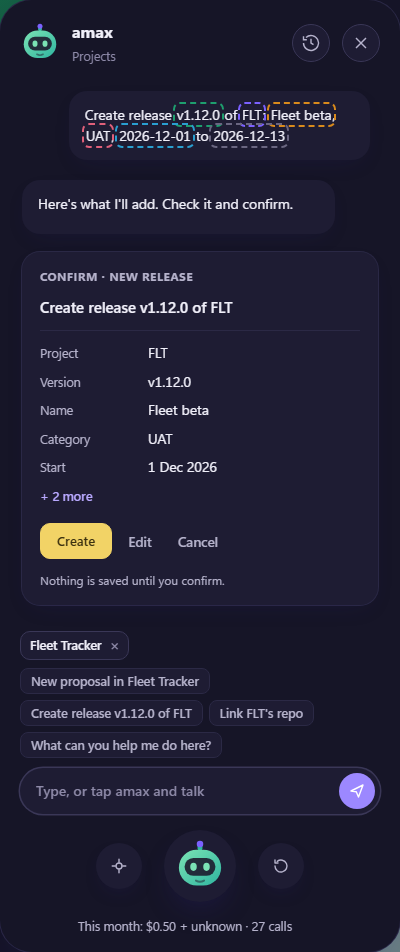 amax
Projects
Create release v1.12.0 of FLT: Fleet beta,
UAT 2026-12-01 to 2026-12-13
Here's what I'll add. Check it and confirm.
CONFIRM · NEW RELEASE
Create release v1.12.0 of FLT
Project FLT
Version v1.12.0
Name Fleet beta
Category UAT
Start 1 Dec 2026
+ 2 more
Create Edit Cancel
Nothing is saved until you confirm.
Fleet Tracker ×
New proposal in Fleet Tracker
Create release v1.12.0 of FLT Link FLT's repo
What can you help me do here?
Type, or tap amax and talk
This month: $0.50 + unknown · 27 calls